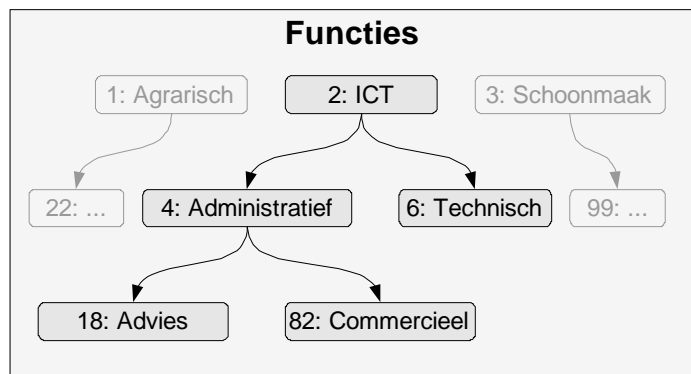 Functies
1: Agrarisch
2: ICT
3: Schoonmaak
22: ...
4: Administratief
6: Technisch
99: ...
18: Advies
82: Commercieel